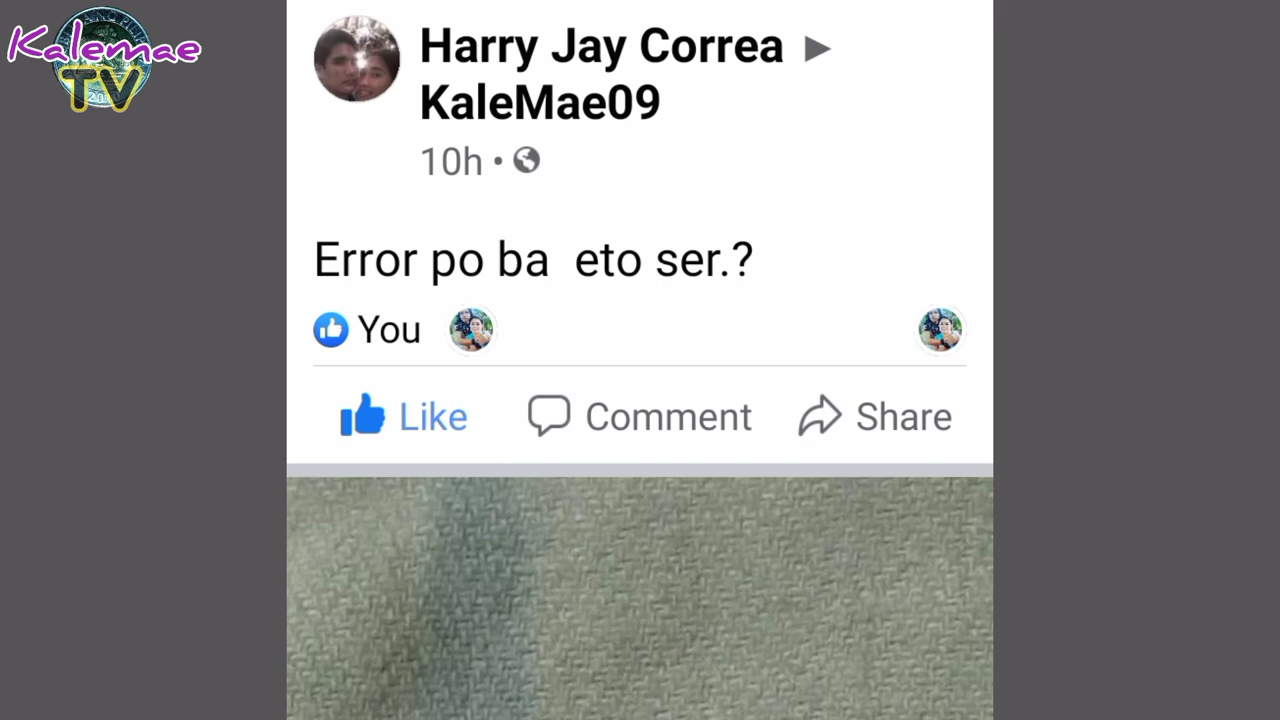 Kalemae
TV
Harry Jay Correa ▶
KaleMae09
10h •
Error po ba  eto ser.?
You
Like
Comment
Share